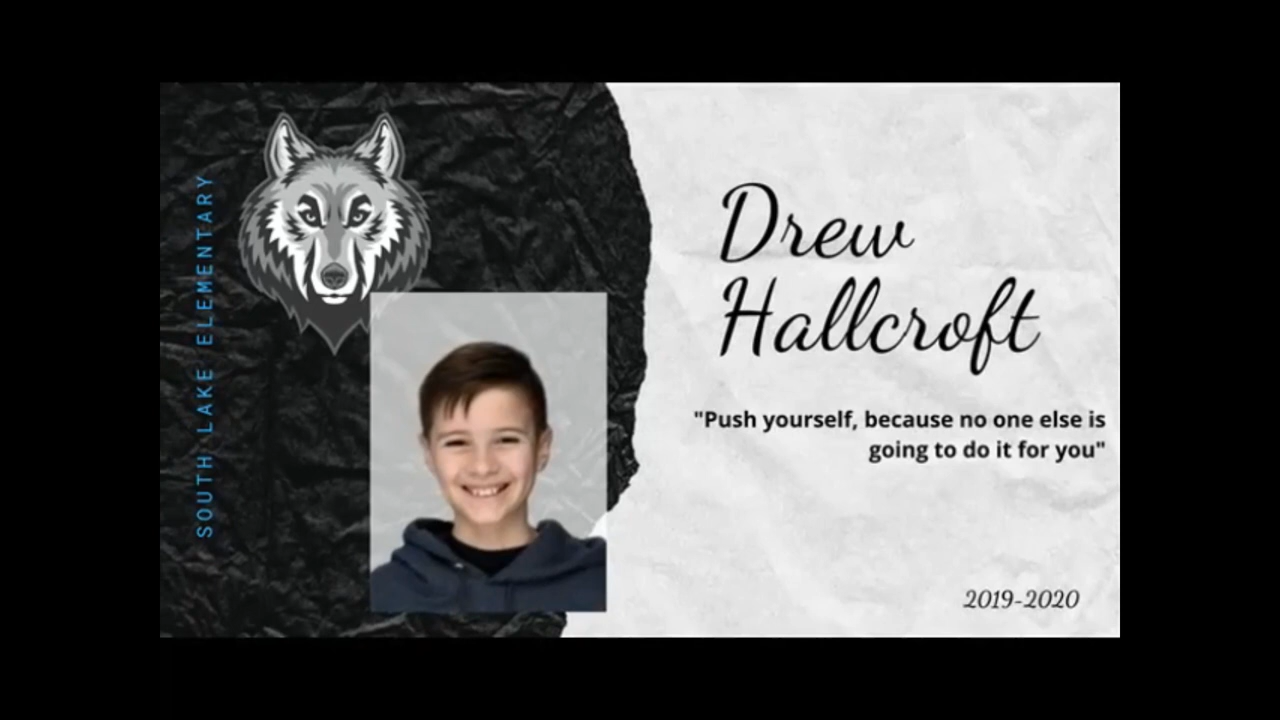 SOUTH LAKE ELEMENTARY
Drew
Hallcroft
"Push yourself, because no one else is
going to do it for you"
2019-2020